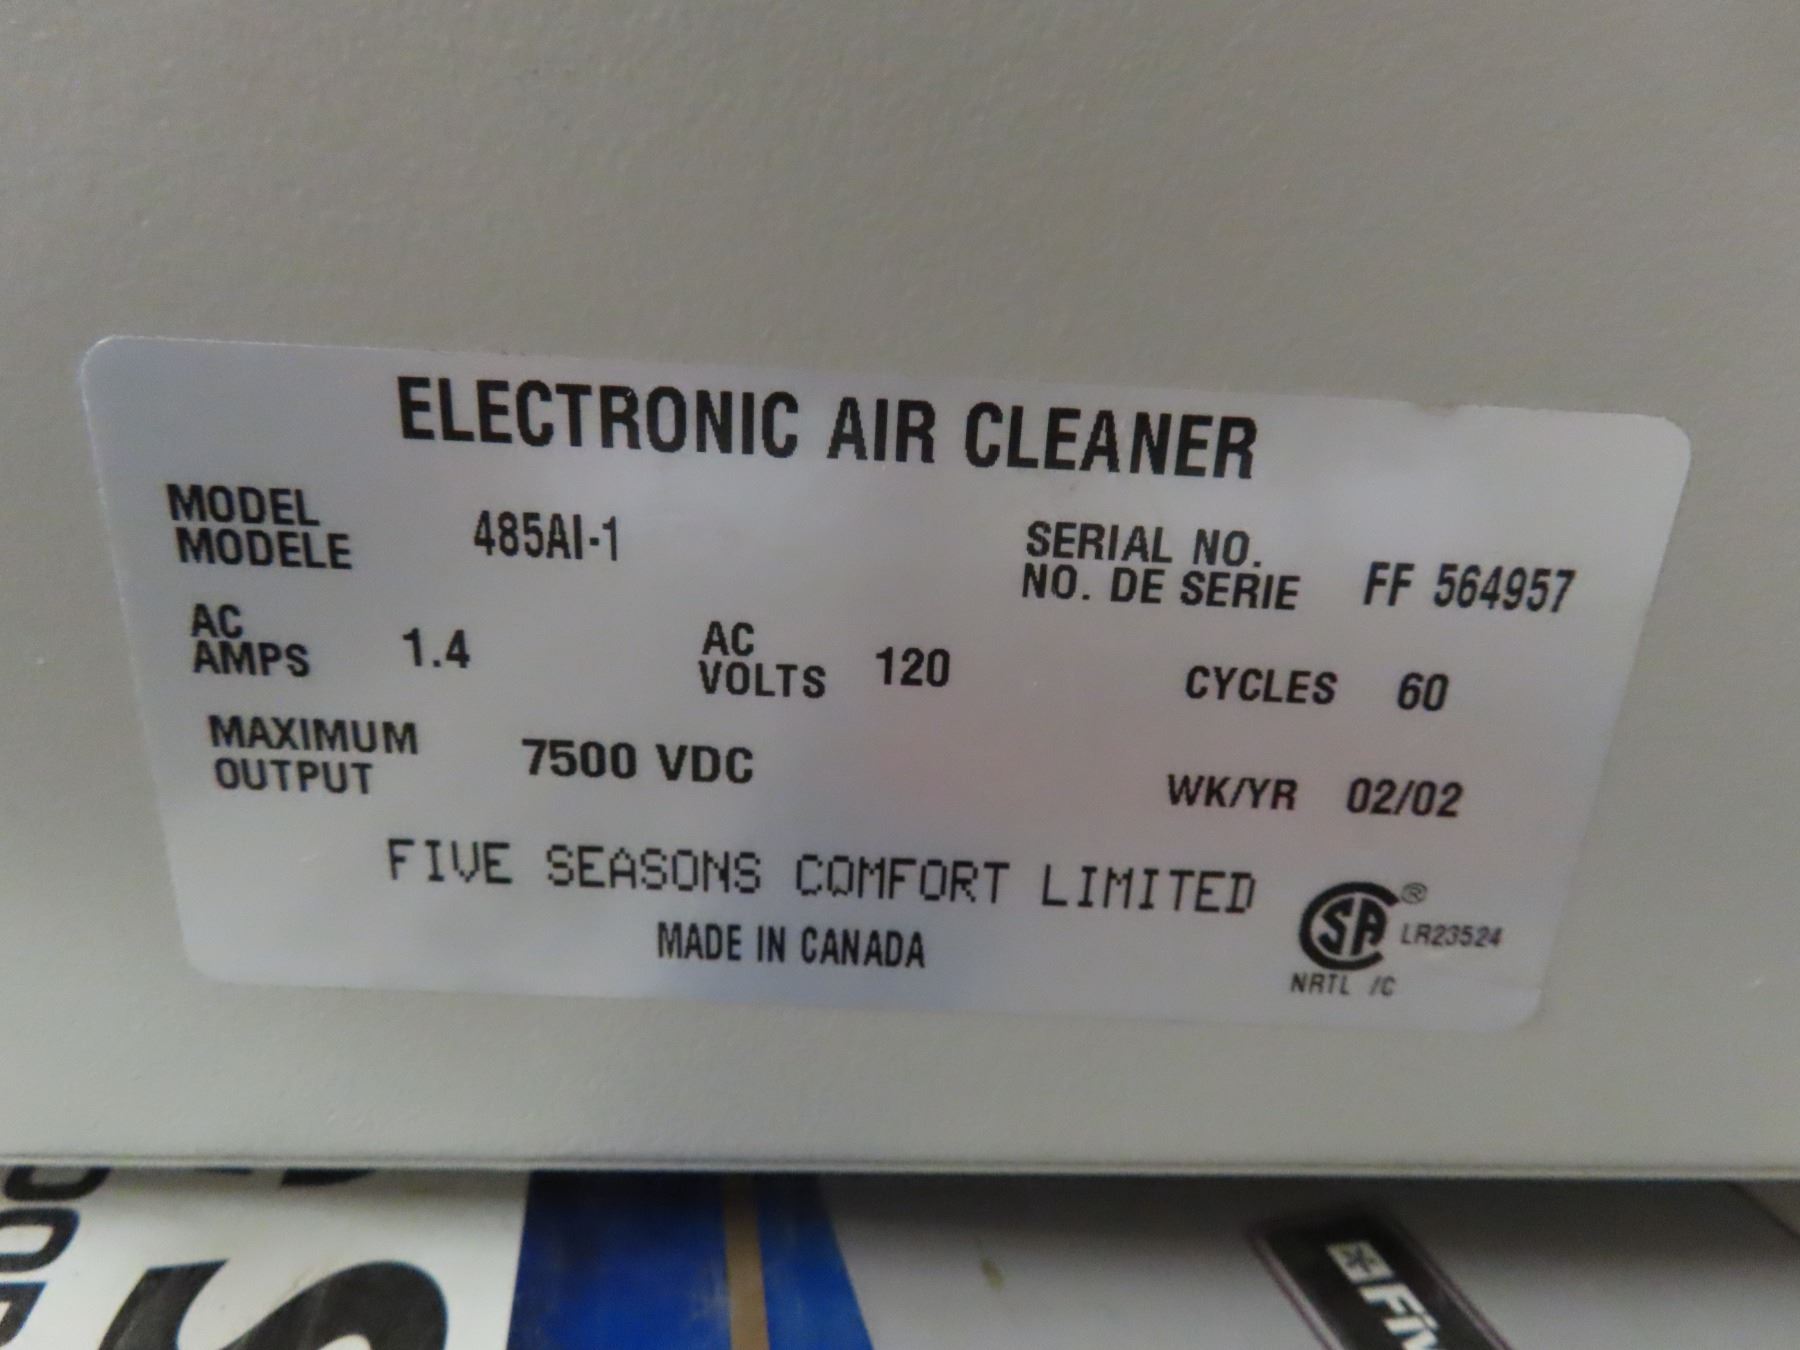 ELECTRONIC AIR CLEANER
MODEL
MODELE 485AI-1
SERIAL NO.
NO. DE SERIE FF 564957
AC
AMPS 1.4
AC
VOLTS 120
CYCLES 60
MAXIMUM
OUTPUT 7500 VDC
WK/YR 02/02
FIVE SEASONS COMFORT LIMITED
MADE IN CANADA
SA ® LR23524
NRTL /C